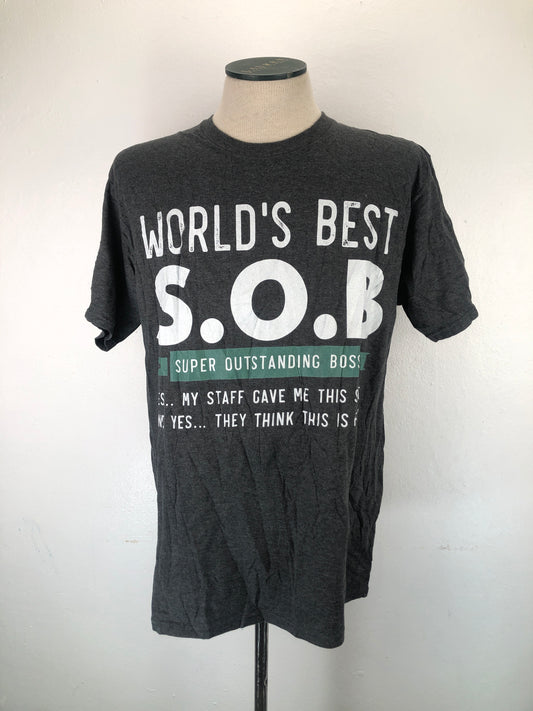 WORLD'S BEST
S.O.B
SUPER OUTSTANDING BOSS
MY STAFF GAVE ME THIS
YES... THEY THINK THIS IS